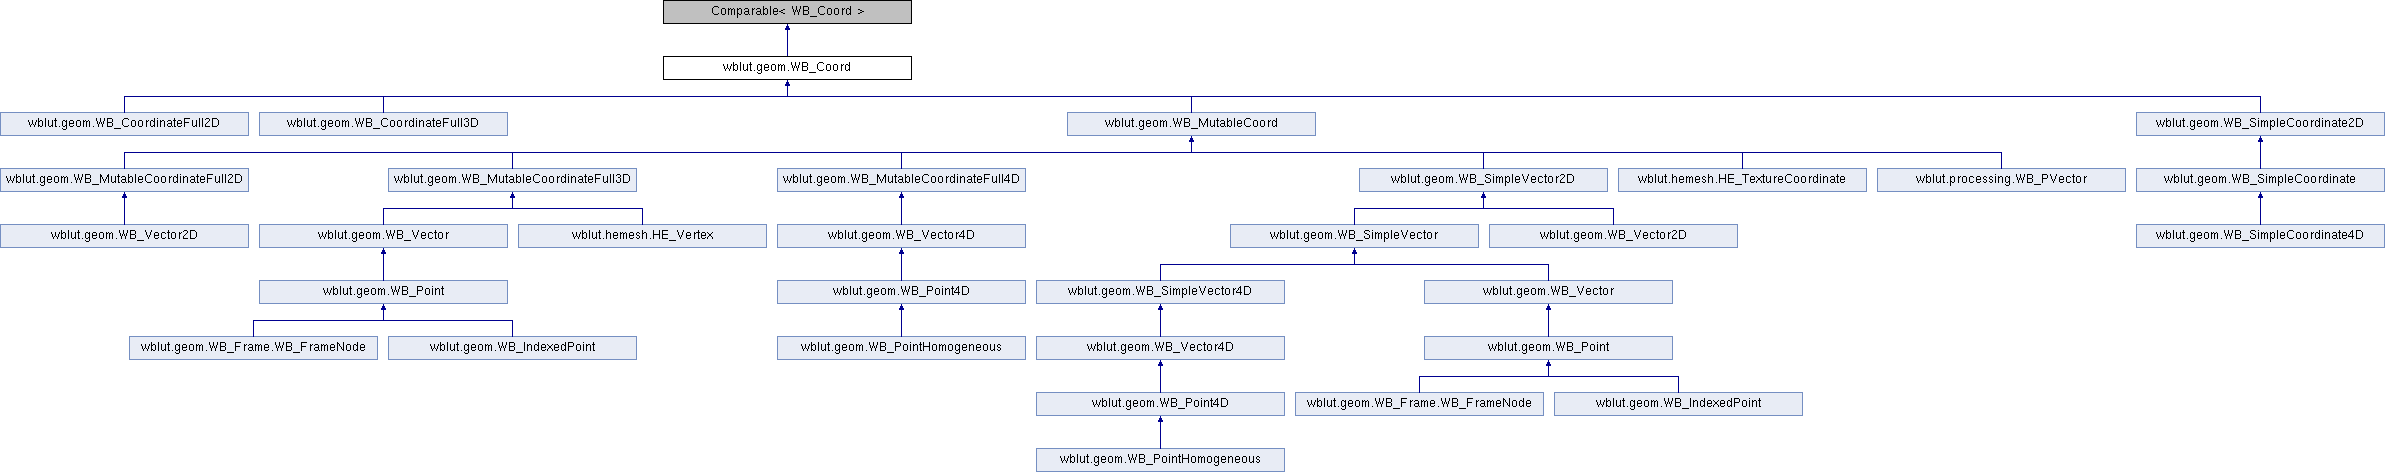 Comparable< WB_Coord >
wblut.geom.WB_Coord
wblut.geom.WB_CoordinateFull2D
wblut.geom.WB_CoordinateFull3D
wblut.geom.WB_MutableCoord
wblut.geom.WB_SimpleCoordinate2D
wblut.geom.WB_MutableCoordinateFull2D
wblut.geom.WB_MutableCoordinateFull3D
wblut.geom.WB_MutableCoordinateFull4D
wblut.geom.WB_SimpleVector2D
wblut.hemesh.HE_TextureCoordinate
wblut.processing.WB_PVector
wblut.geom.WB_SimpleCoordinate
wblut.geom.WB_Vector2D
wblut.geom.WB_Vector
wblut.hemesh.HE_Vertex
wblut.geom.WB_Vector4D
wblut.geom.WB_SimpleVector
wblut.geom.WB_Vector2D
wblut.geom.WB_SimpleCoordinate4D
wblut.geom.WB_Point
wblut.geom.WB_Point4D
wblut.geom.WB_SimpleVector4D
wblut.geom.WB_Vector
wblut.geom.WB_Frame.WB_FrameNode
wblut.geom.WB_IndexedPoint
wblut.geom.WB_PointHomogeneous
wblut.geom.WB_Vector4D
wblut.geom.WB_Point
wblut.geom.WB_Point4D
wblut.geom.WB_Frame.WB_FrameNode
wblut.geom.WB_IndexedPoint
wblut.geom.WB_PointHomogeneous